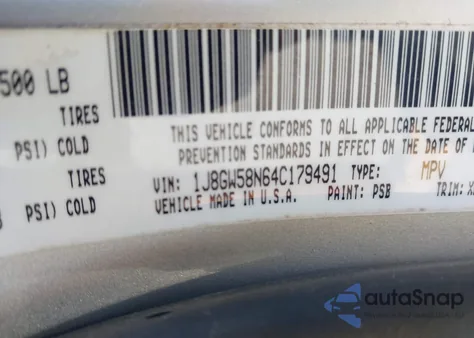 500 LB
TIRES
PSI) COLD
TIRES
PSI) COLD
THIS VEHICLE CONFORMS TO ALL APPLICABLE FEDERAL
PREVENTION STANDARDS IN EFFECT ON THE DATE OF
VIN: 1J8GW58N64C179491 TYPE: MPV
VEHICLE MADE IN U.S.A. PAINT: PSB TRIM:
autoSnap